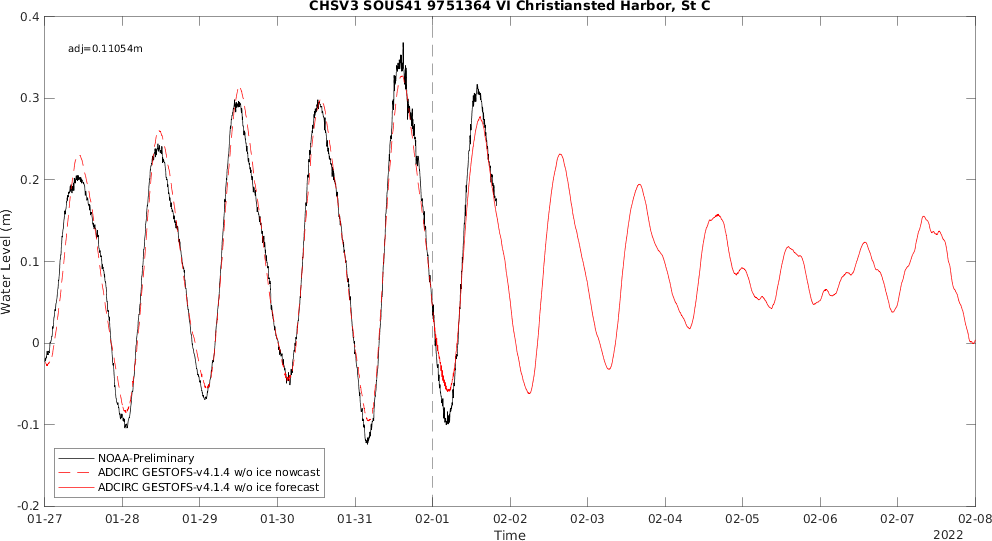 CHSV3 SOUS41 9751364 VI Christiansted Harbor, St C
adj=0.11054m
0.4
0.3
0.2
0.1
0
-0.1
-0.2
Water Level (m)
NOAA-Preliminary
ADCIRC GESTOFS-v4.1.4 w/o ice nowcast
ADCIRC GESTOFS-v4.1.4 w/o ice forecast
01-27 01-28 01-29 01-30 01-31 02-01 02-02 02-03 02-04 02-05 02-06 02-07 02-08
Time
2022